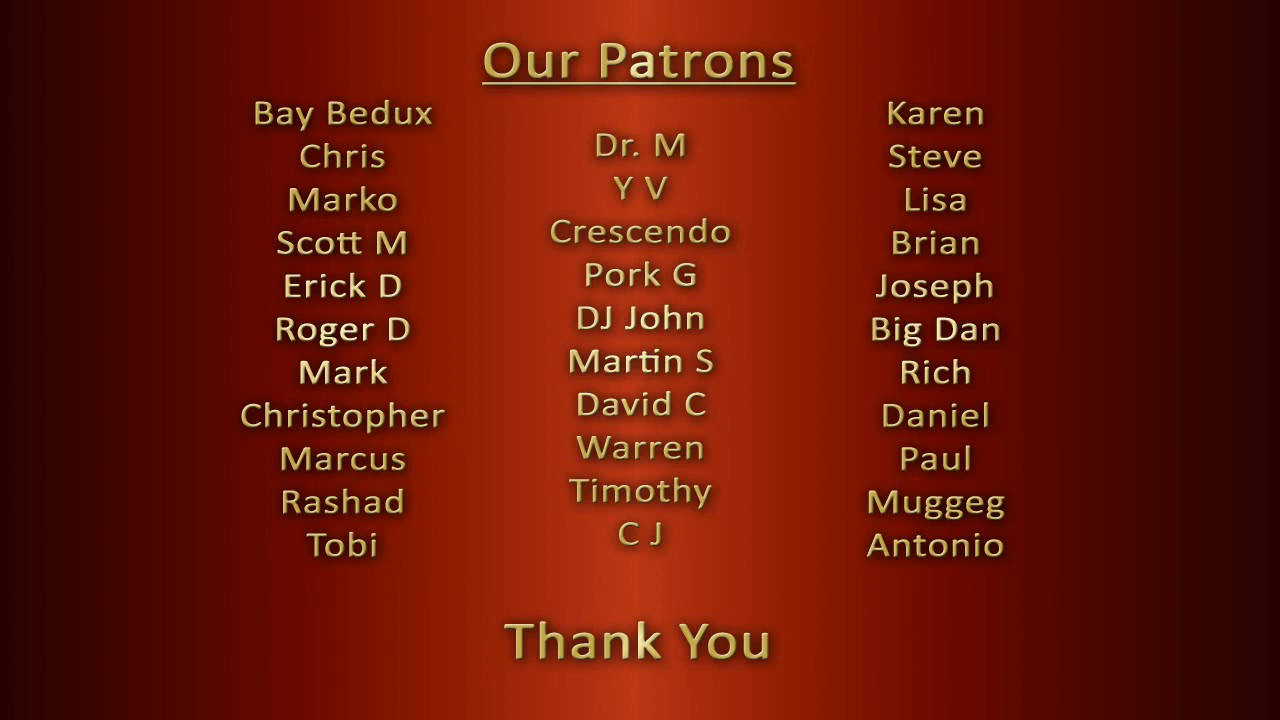 Our Patrons
Bay Bedux
Chris
Marko
Scott M
Erick D
Roger D
Mark
Christopher
Marcus
Rashad
Tobi
Dr. M
Y V
Crescendo
Pork G
DJ John
Martin S
David C
Warren
Timothy
C J
Karen
Steve
Lisa
Brian
Joseph
Big Dan
Rich
Daniel
Paul
Muggeg
Antonio
Thank You